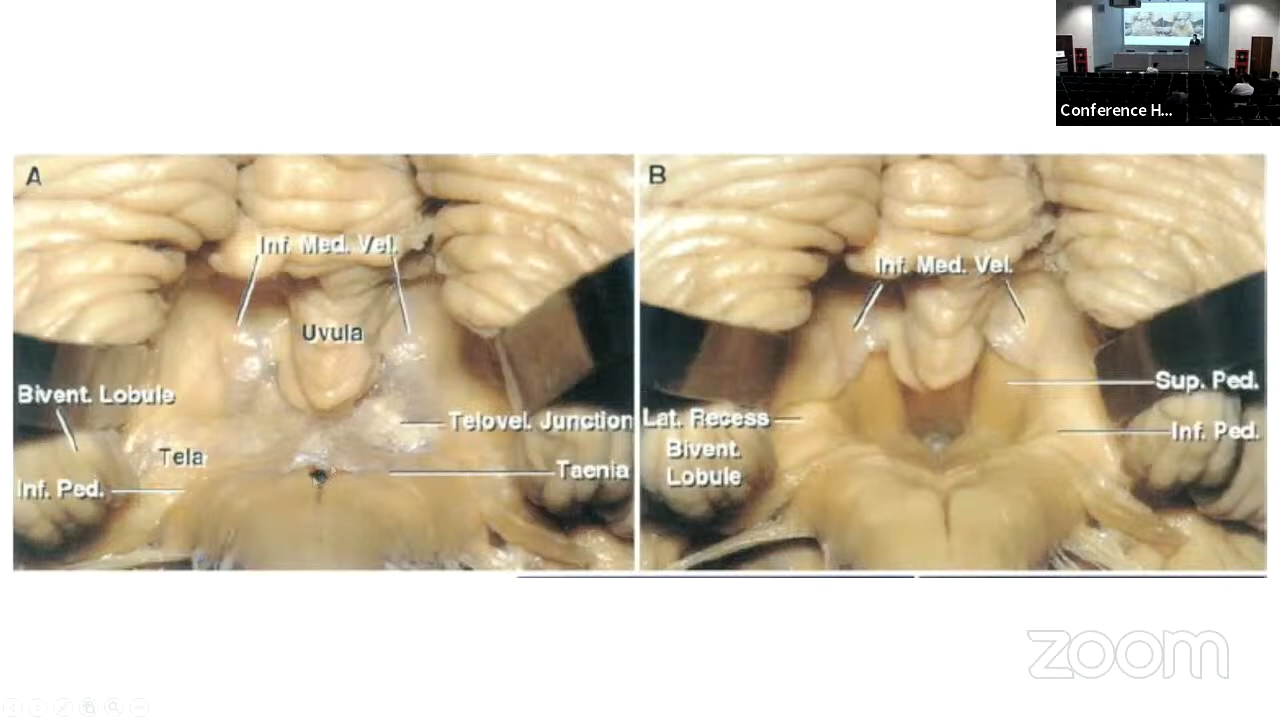 Conference H...
A
Inf. Med. Vel.
Uvula
Bivent. Lobule
Telovel. Junction
Tela
Taenia
Inf. Ped.
B
Inf. Med. Vel.
Sup. Ped.
Lat. Recess
Inf. Ped.
Bivent.
Lobule
zoom